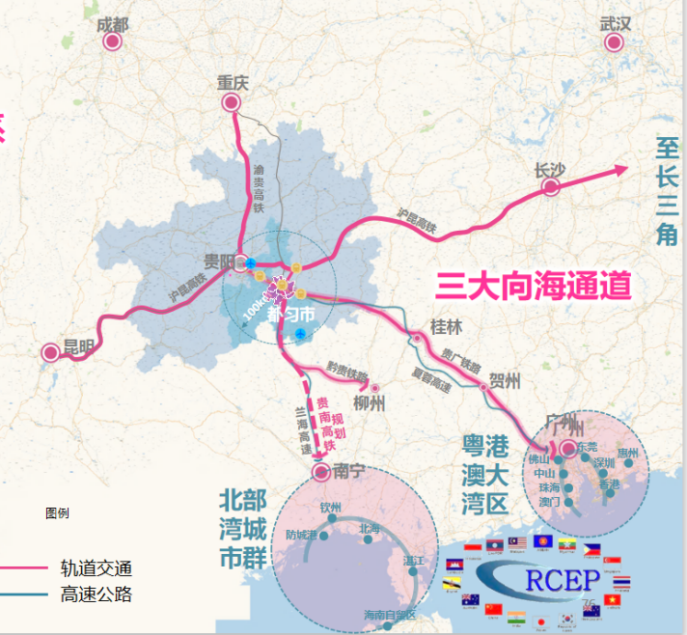 成都
武汉
重庆
至长三角
长沙
渝贵高铁
沪昆高铁
贵阳
沪昆高铁
三大向海通道
100km
都匀市
昆明
桂林
贵广铁路
夏蓉高速
贺州
黔贵铁路
柳州
兰海高速
贵南高铁
规划
广州
广州
粤港澳大湾区
东莞
佛山
惠州
深圳
中山
珠海
香港
澳门
南宁
北部湾城市群
钦州
防城港
北海
湛江
海南自贸区
图例
轨道交通
高速公路
RCEP